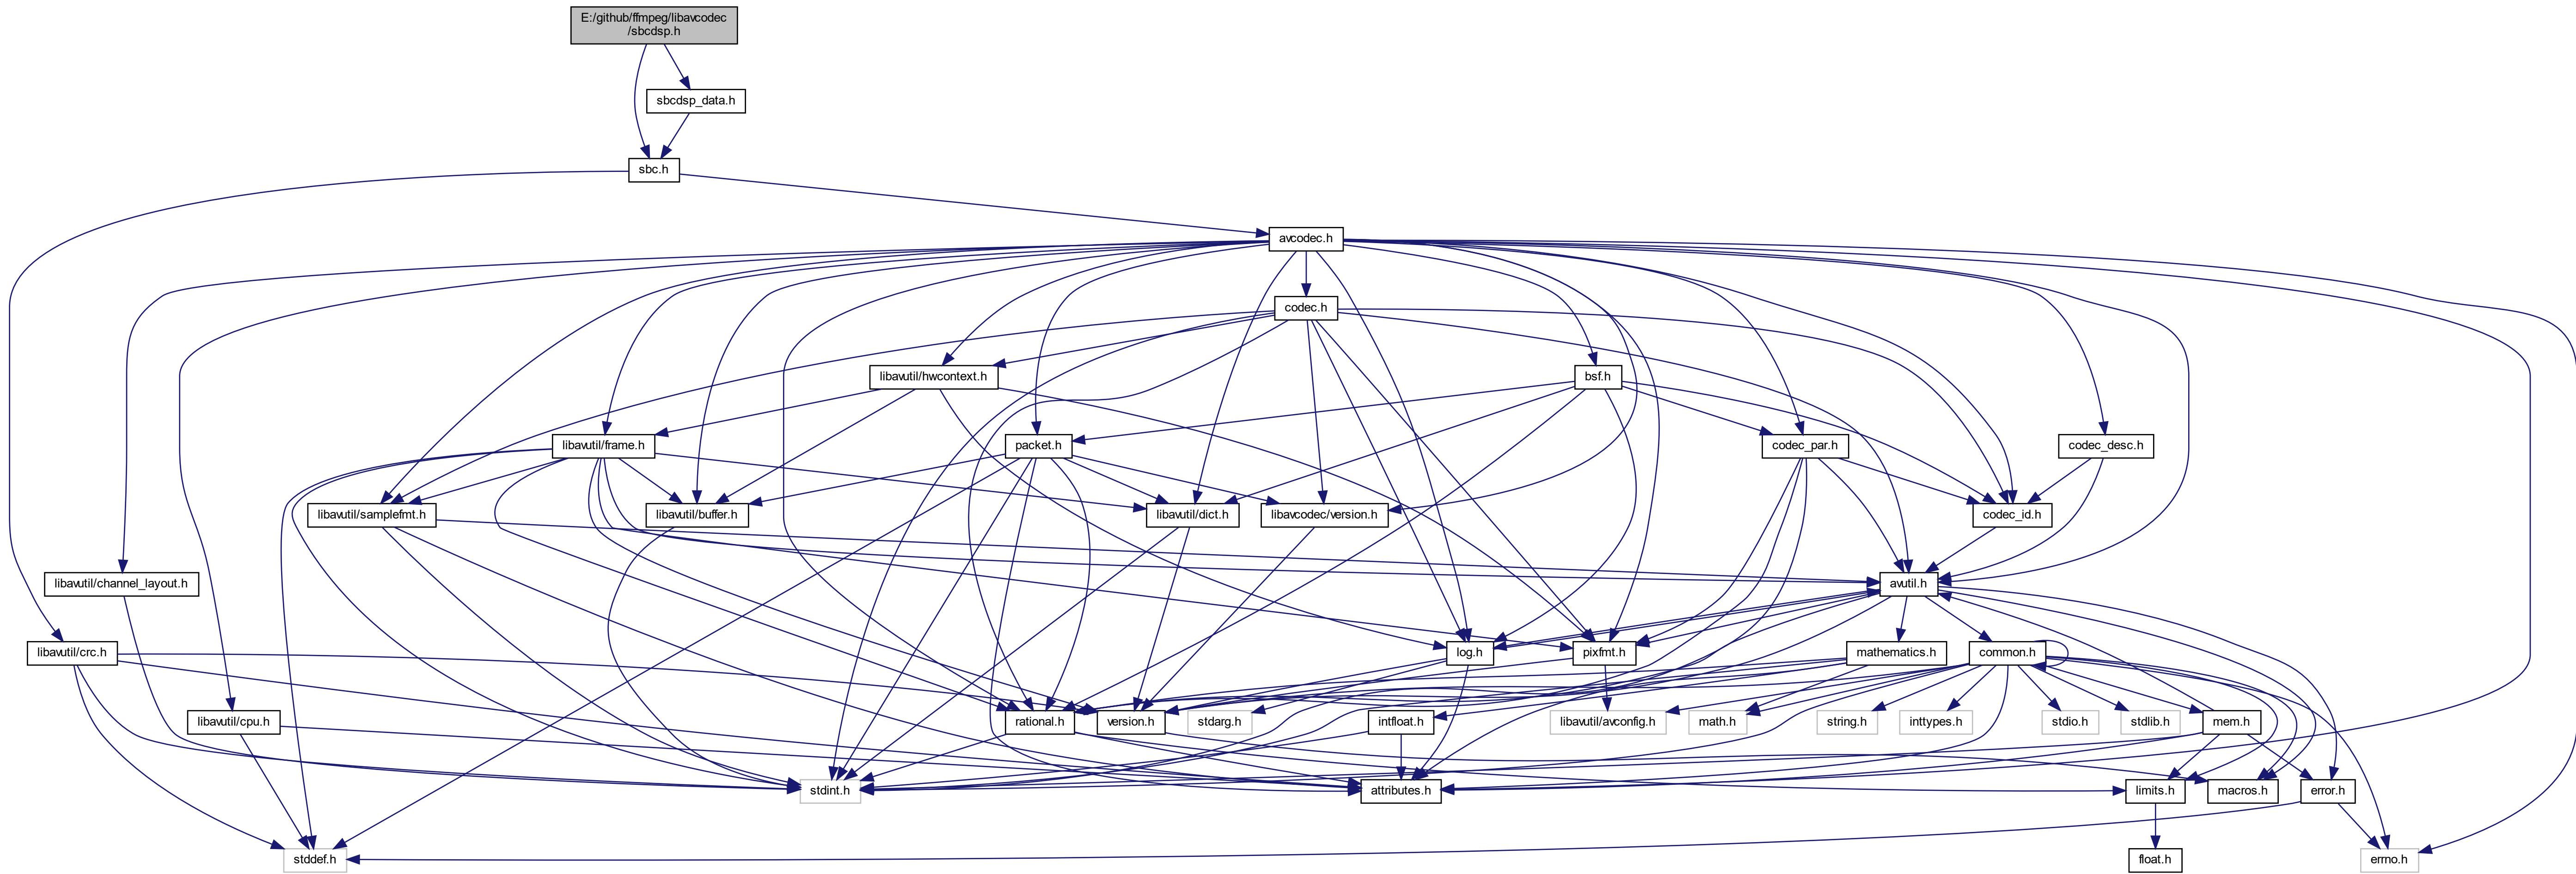 E:/github/ffmpeg/libavcodec
/sbcdsp.h
sbcdsp_data.h
sbc.h
avcodec.h
codec.h
libavutil/hwcontext.h
bsf.h
libavutil/frame.h
packet.h
codec_par.h
codec_desc.h
libavutil/samplefmt.h
libavutil/buffer.h
libavutil/dict.h
libavcodec/version.h
codec_id.h
libavutil/channel_layout.h
avutil.h
libavutil/crc.h
log.h
pixfmt.h
mathematics.h
common.h
libavutil/cpu.h
rational.h
version.h
stdarg.h
intfloat.h
libavutil/avconfig.h
math.h
string.h
inttypes.h
stdio.h
stdlib.h
mem.h
stdint.h
attributes.h
limits.h
macros.h
error.h
stddef.h
float.h
errno.h